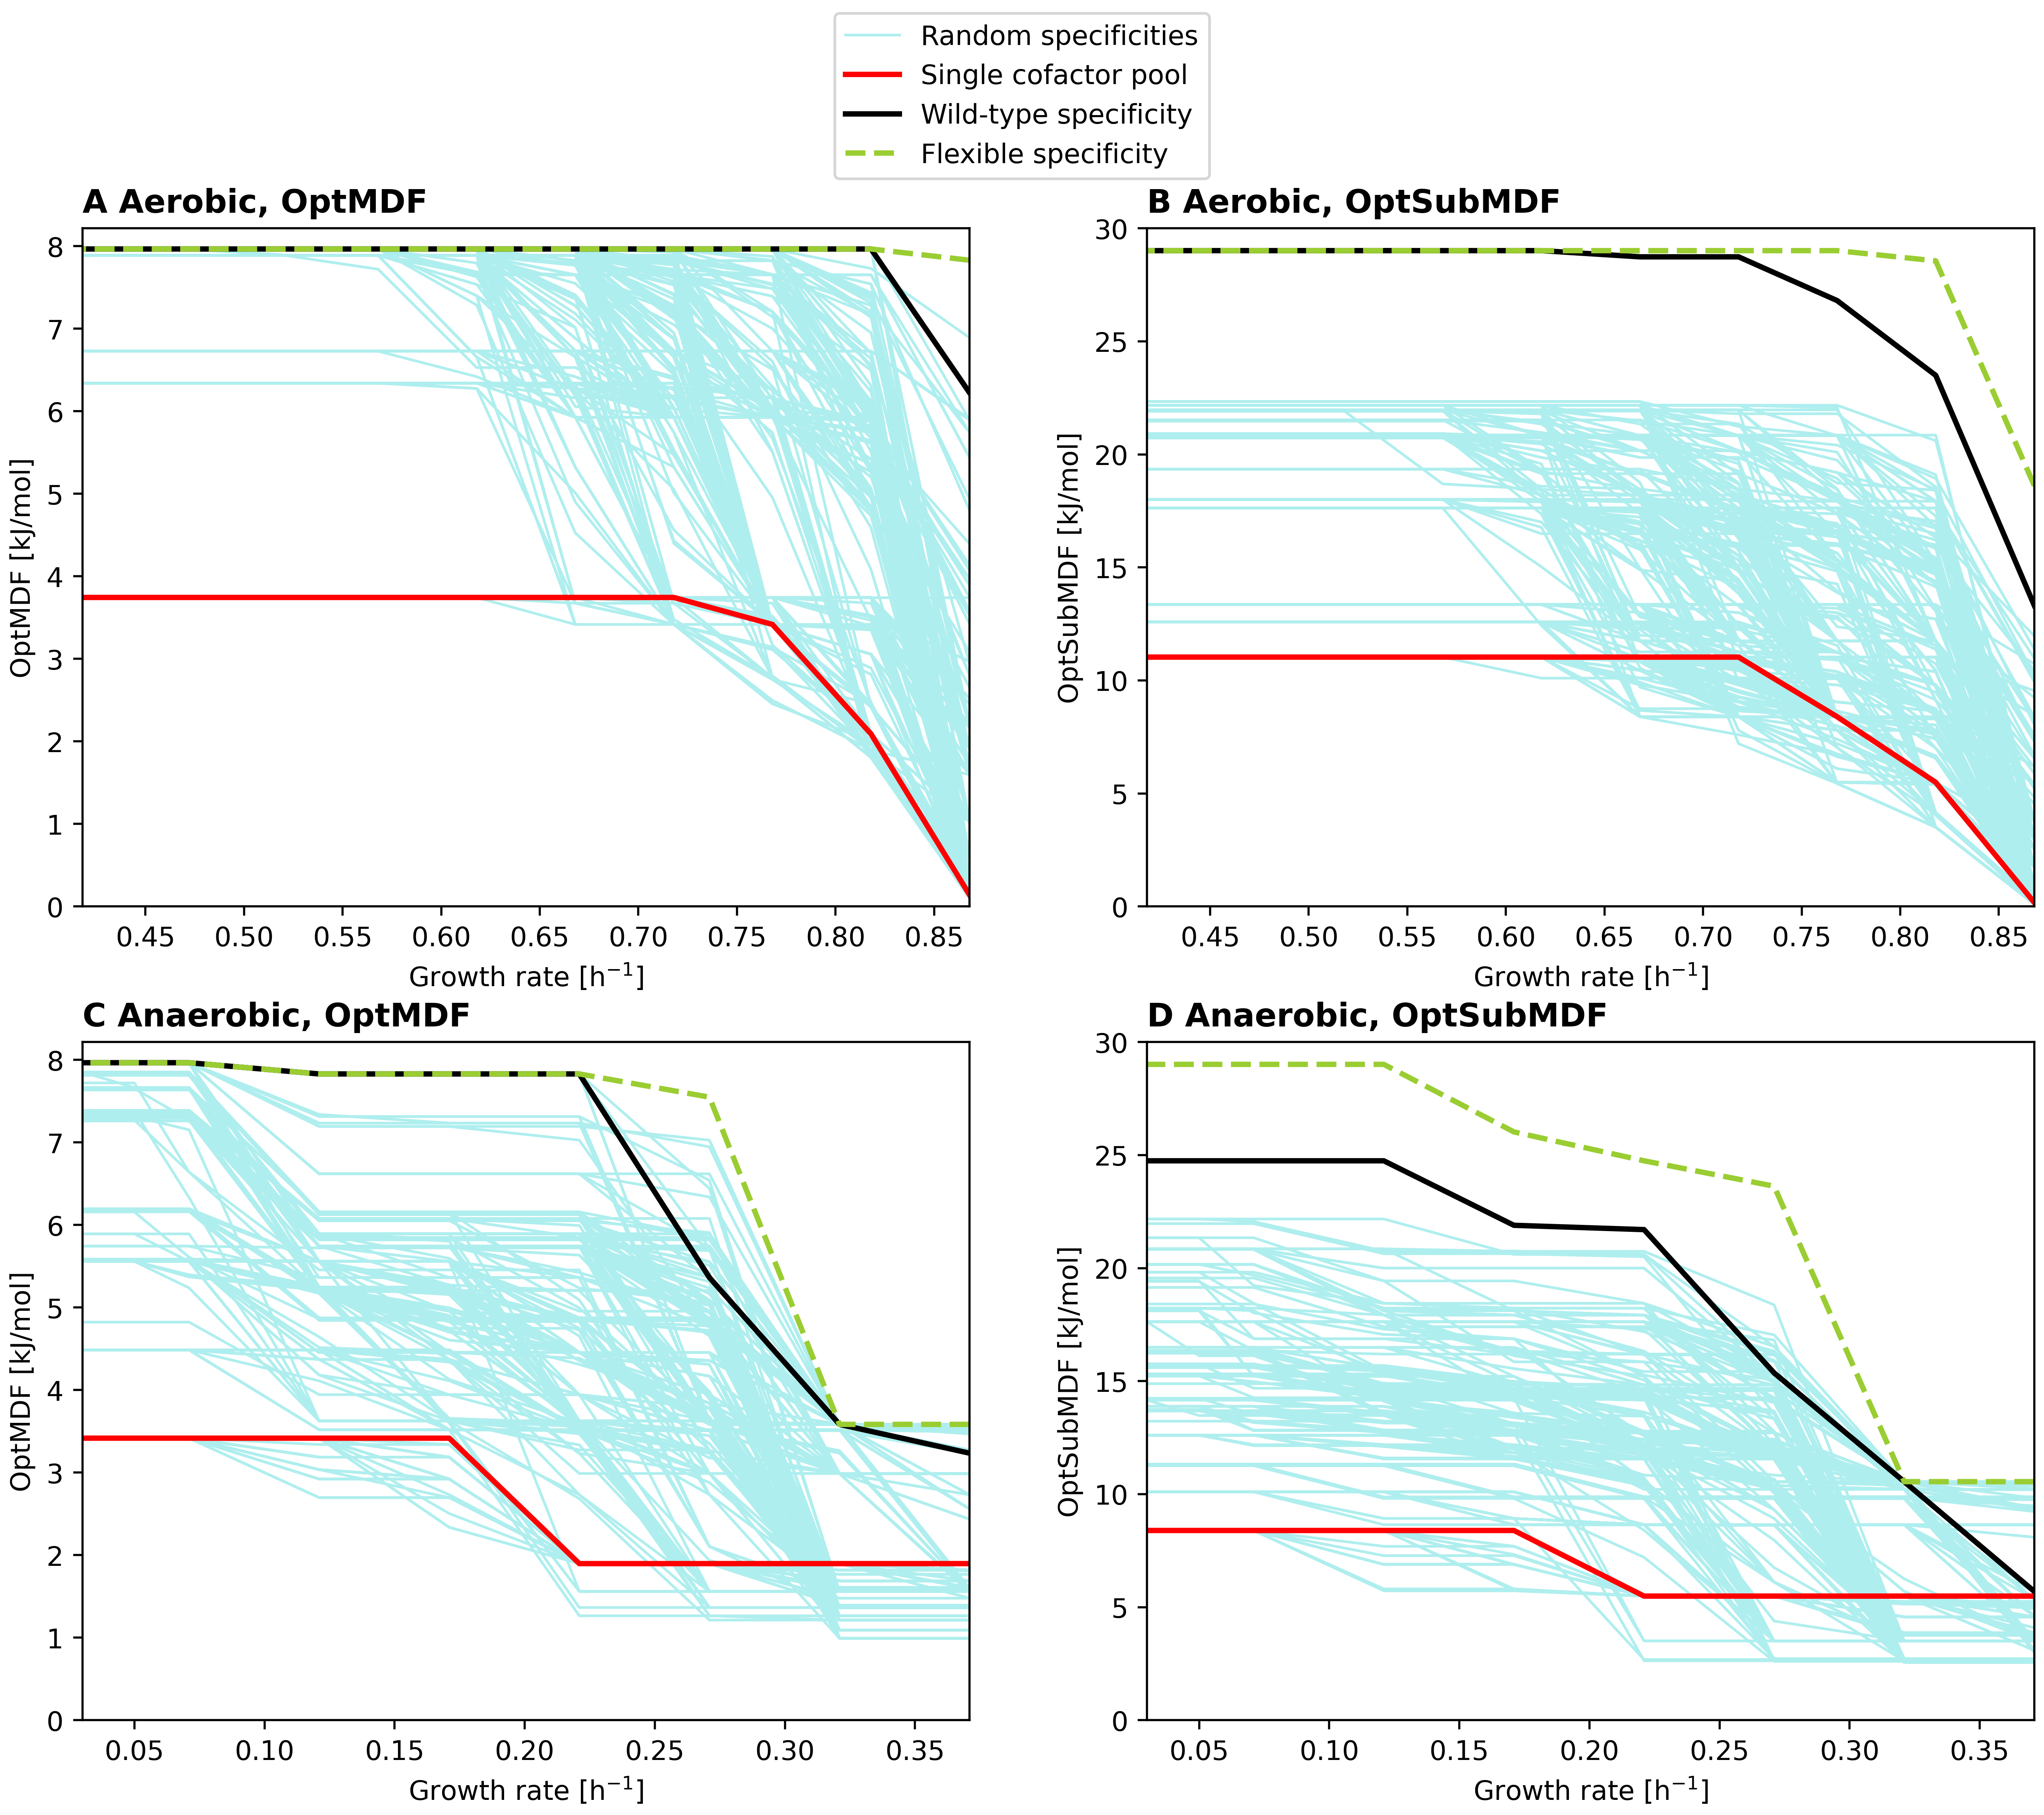 Random specificities
Single cofactor pool
Wild-type specificity
Flexible specificity
A Aerobic, OptMDF
OptMDF [kJ/mol]
8
7
6
5
4
3
2
1
0
0.45 0.50 0.55 0.60 0.65 0.70 0.75 0.80 0.85
Growth rate [h⁻¹]
B Aerobic, OptSubMDF
OptSubMDF [kJ/mol]
30
25
20
15
10
5
0
0.45 0.50 0.55 0.60 0.65 0.70 0.75 0.80 0.85
Growth rate [h⁻¹]
C Anaerobic, OptMDF
OptMDF [kJ/mol]
8
7
6
5
4
3
2
1
0
0.05 0.10 0.15 0.20 0.25 0.30 0.35
Growth rate [h⁻¹]
D Anaerobic, OptSubMDF
OptSubMDF [kJ/mol]
30
25
20
15
10
5
0
0.05 0.10 0.15 0.20 0.25 0.30 0.35
Growth rate [h⁻¹]